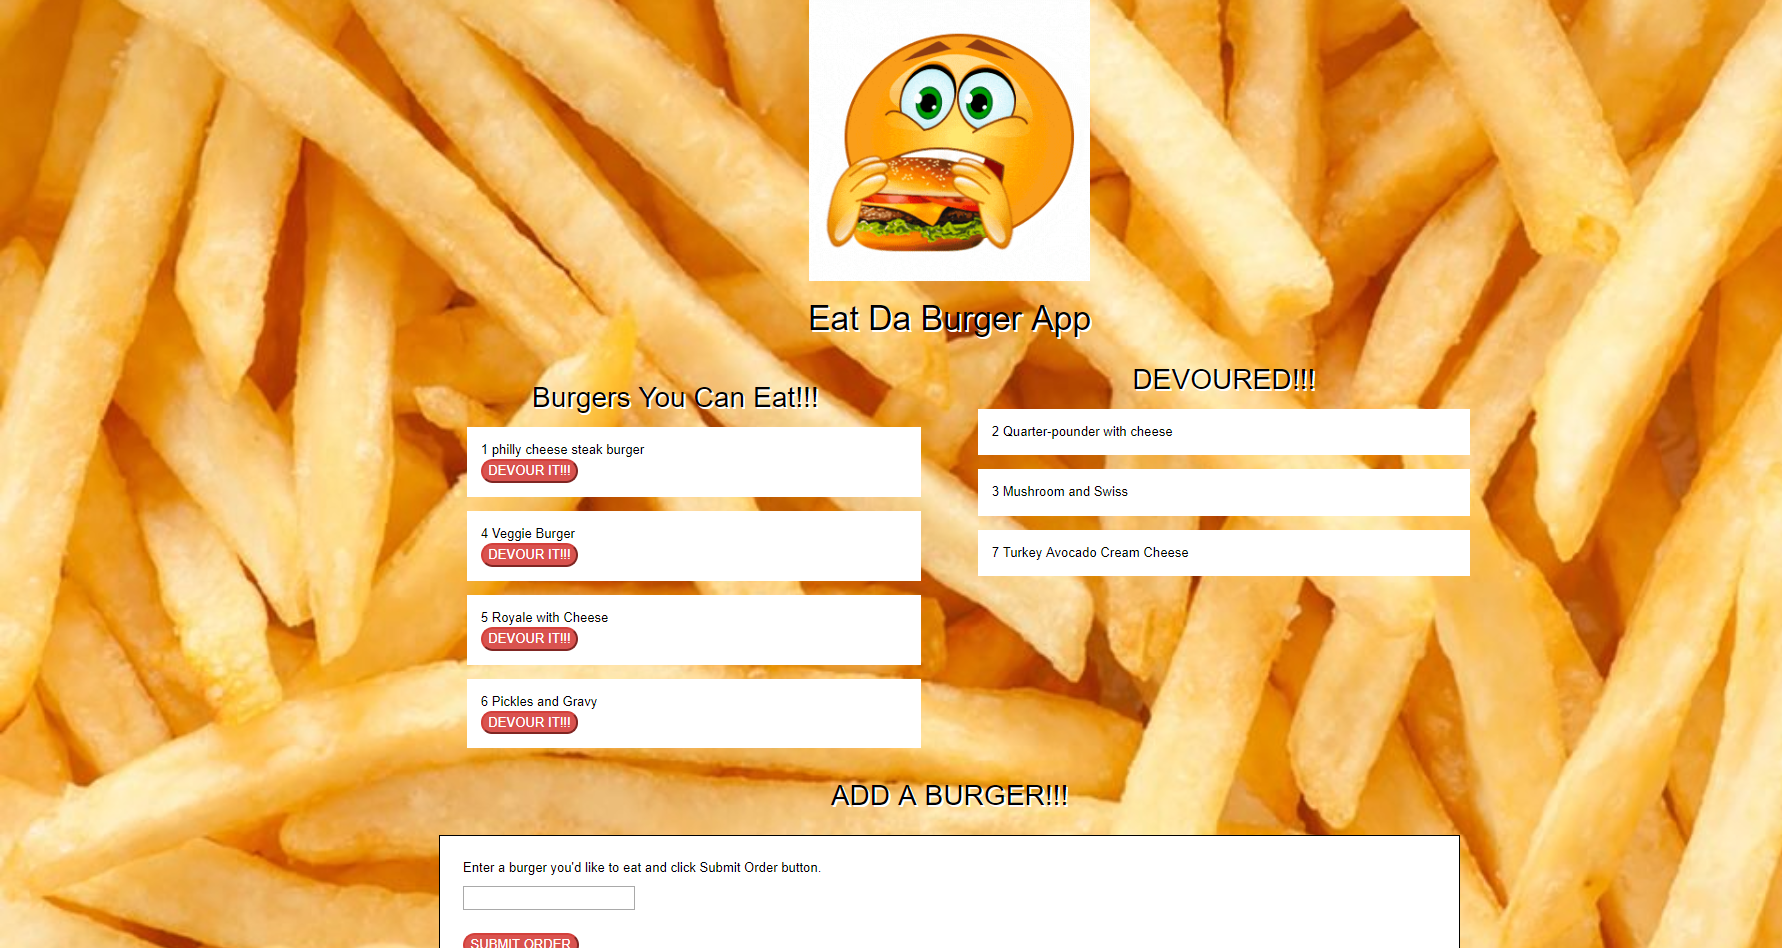 Eat Da Burger App
Burgers You Can Eat!!!
1 philly cheese steak burger
DEVOUR IT!!!
4 Veggie Burger
DEVOUR IT!!!
5 Royale with Cheese
DEVOUR IT!!!
6 Pickles and Gravy
DEVOUR IT!!!
DEVOURED!!!
2 Quarter-pounder with cheese
3 Mushroom and Swiss
7 Turkey Avocado Cream Cheese
ADD A BURGER!!!
Enter a burger you'd like to eat and click Submit Order button.
SUBMIT ORDER